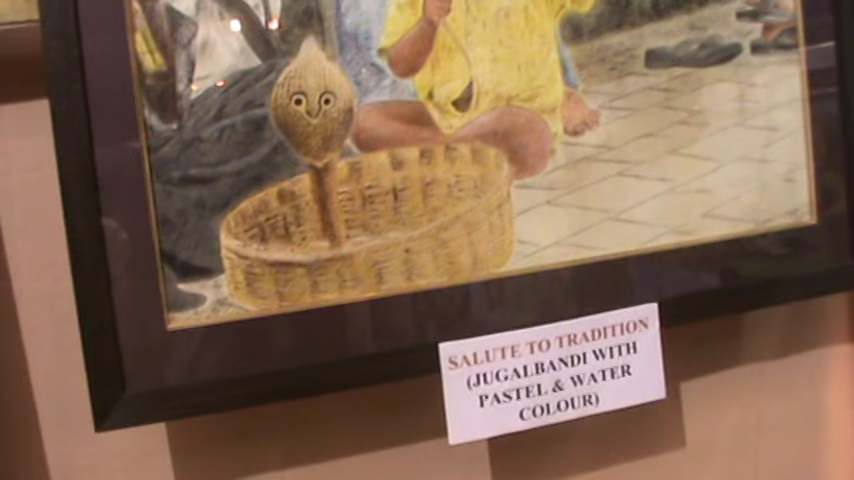 SALUTE TO TRADITION
(JUGALBANDI WITH
PASTEL & WATER
COLOUR)